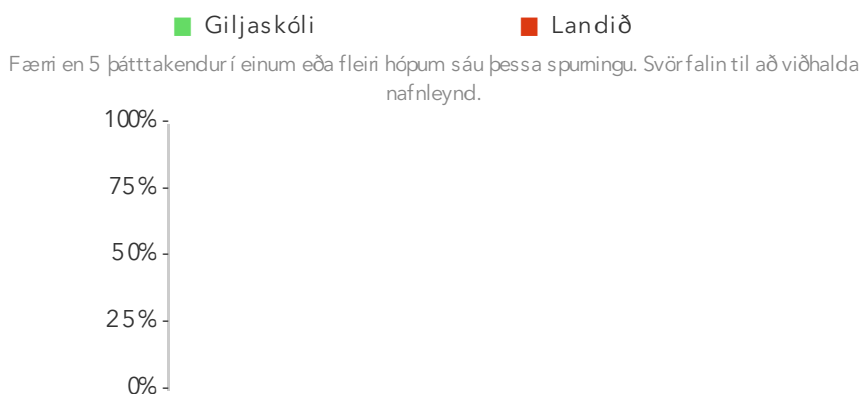 Giljaskóli Landið
Færri en 5 þátttakendur í einum eða fleiri hópum sáu þessa spurningu. Svör falin til að viðhalda
nafnleynd.
100%
75%
50%
25%
0%